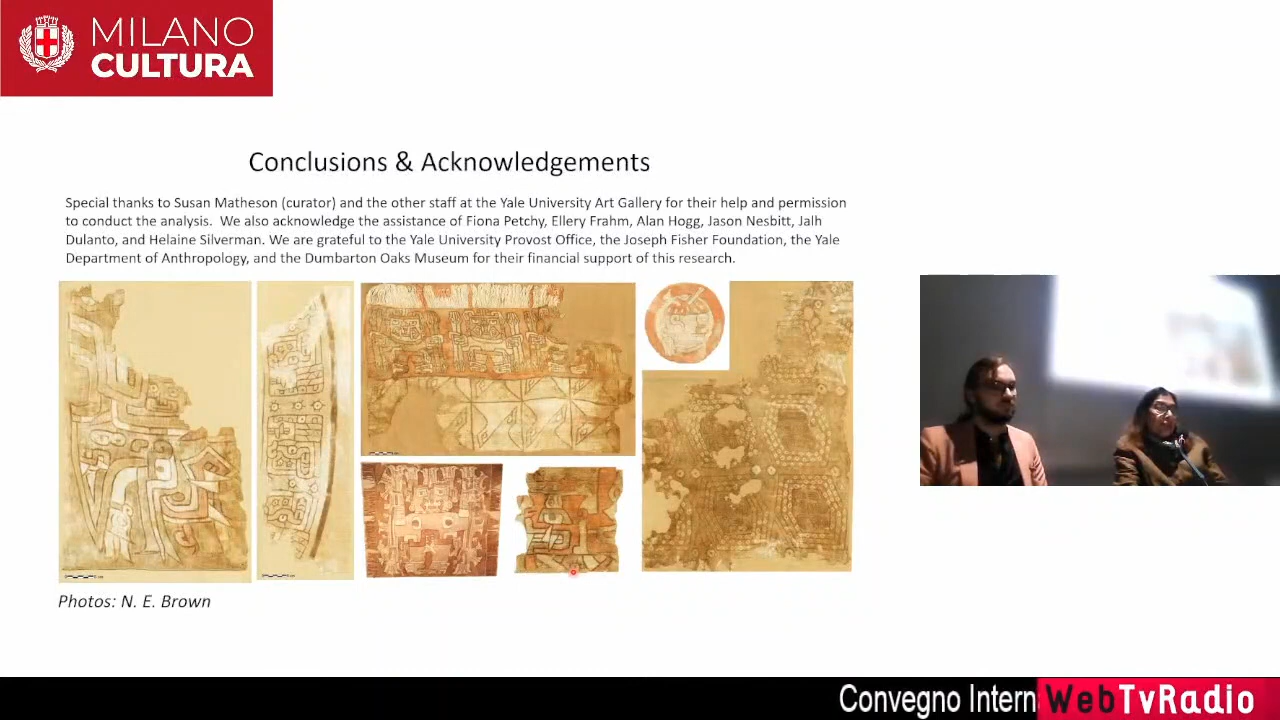 MILANO
CULTURA
Conclusions & Acknowledgements
Special thanks to Susan Matheson (curator) and the other staff at the Yale University Art Gallery for their help and permission
to conduct the analysis. We also acknowledge the assistance of Fiona Petchy, Ellery Frahm, Alan Hogg, Jason Nesbitt, Jalh
Dulanto, and Helaine Silverman. We are grateful to the Yale University Provost Office, the Joseph Fisher Foundation, the Yale
Department of Anthropology, and the Dumbarton Oaks Museum for their financial support of this research.
Photos: N. E. Brown
Convegno Intern
WebTvRadio